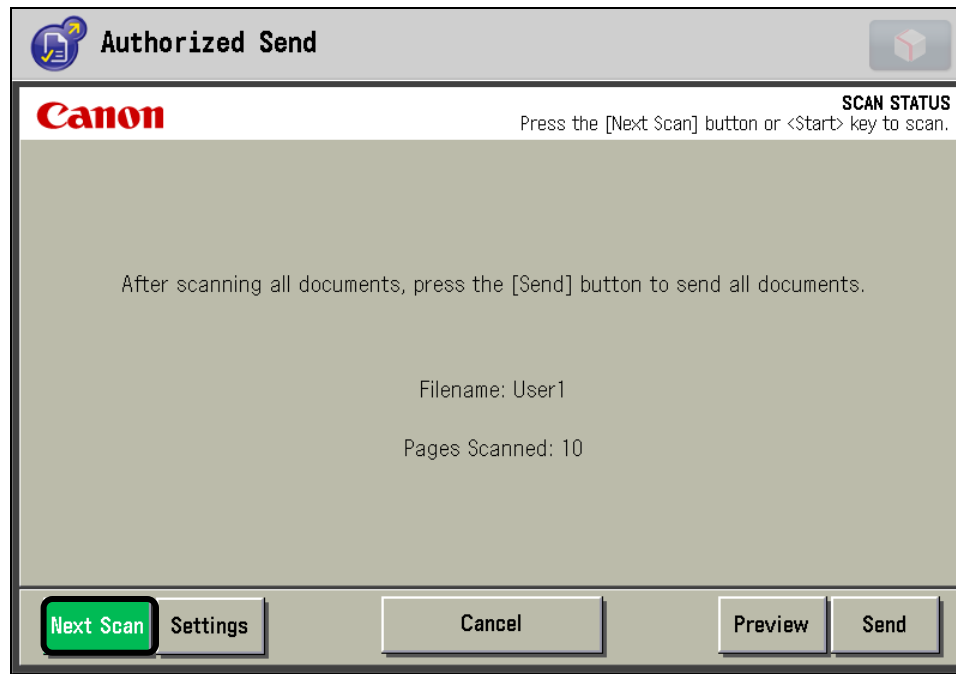 Authorized Send
Canon
SCAN STATUS
Press the [Next Scan] button or <Start> key to scan.
After scanning all documents, press the [Send] button to send all documents.
Filename: User1
Pages Scanned: 10
Next Scan
Settings
Cancel
Preview
Send